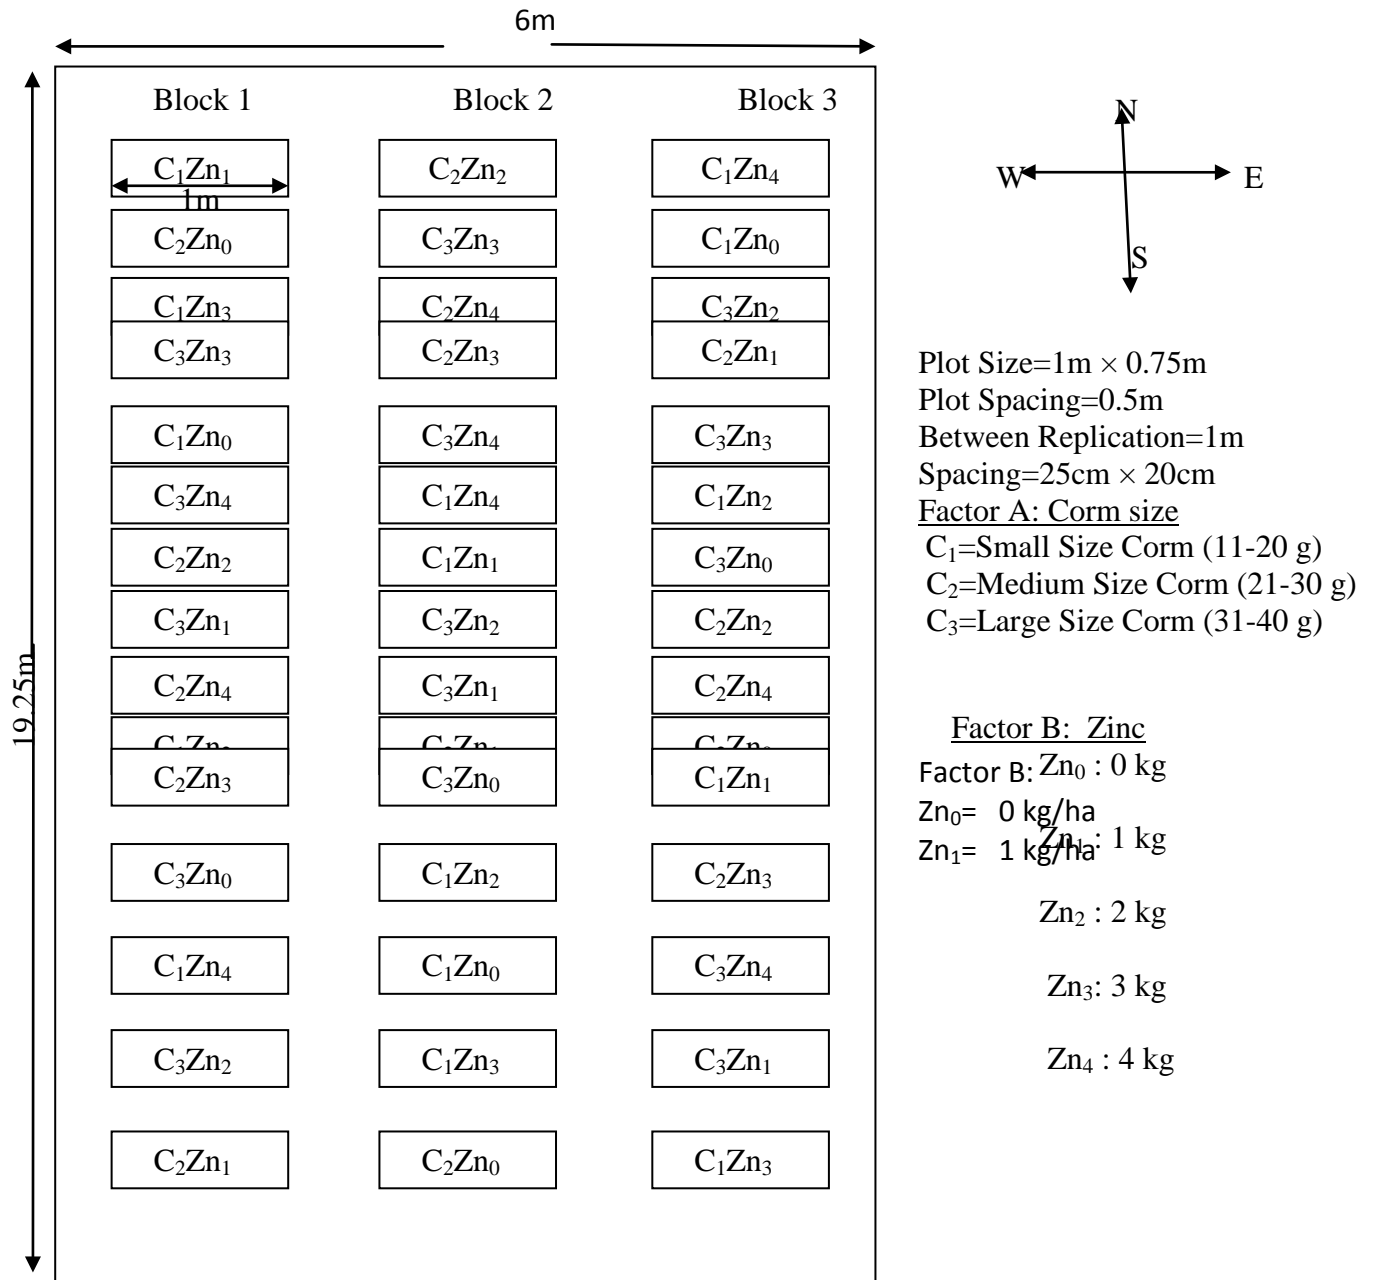 6m
Block 1 Block 2 Block 3
C₁Zn₁ C₂Zn₂ C₁Zn₄
1m
C₂Zn₀ C₃Zn₃ C₁Zn₀
C₁Zn₃ C₂Zn₄ C₃Zn₂
C₃Zn₃ C₂Zn₃ C₂Zn₁
C₁Zn₀ C₃Zn₄ C₃Zn₃
C₃Zn₄ C₁Zn₄ C₁Zn₂
C₂Zn₂ C₁Zn₁ C₃Zn₀
C₃Zn₁ C₃Zn₂ C₂Zn₂
C₂Zn₄ C₃Zn₁ C₂Zn₄
C₂Zn₃ C₃Zn₀ C₁Zn₁
C₃Zn₀ C₁Zn₂ C₂Zn₃
C₁Zn₄ C₁Zn₀ C₃Zn₄
C₃Zn₂ C₁Zn₃ C₃Zn₁
C₂Zn₁ C₂Zn₀ C₁Zn₃
19.25m
N
W E
S
Plot Size=1m × 0.75m
Plot Spacing=0.5m
Between Replication=1m
Spacing=25cm × 20cm
Factor A: Corm size
C₁=Small Size Corm (11-20 g)
C₂=Medium Size Corm (21-30 g)
C₃=Large Size Corm (31-40 g)
Factor B: Zinc
Factor B:
Zn₀ : 0 kg
Zn₀= 0 kg/ha
Zn₁ : 1 kg
Zn₁= 1 kg/ha
Zn₂ : 2 kg
Zn₃: 3 kg
Zn₄ : 4 kg